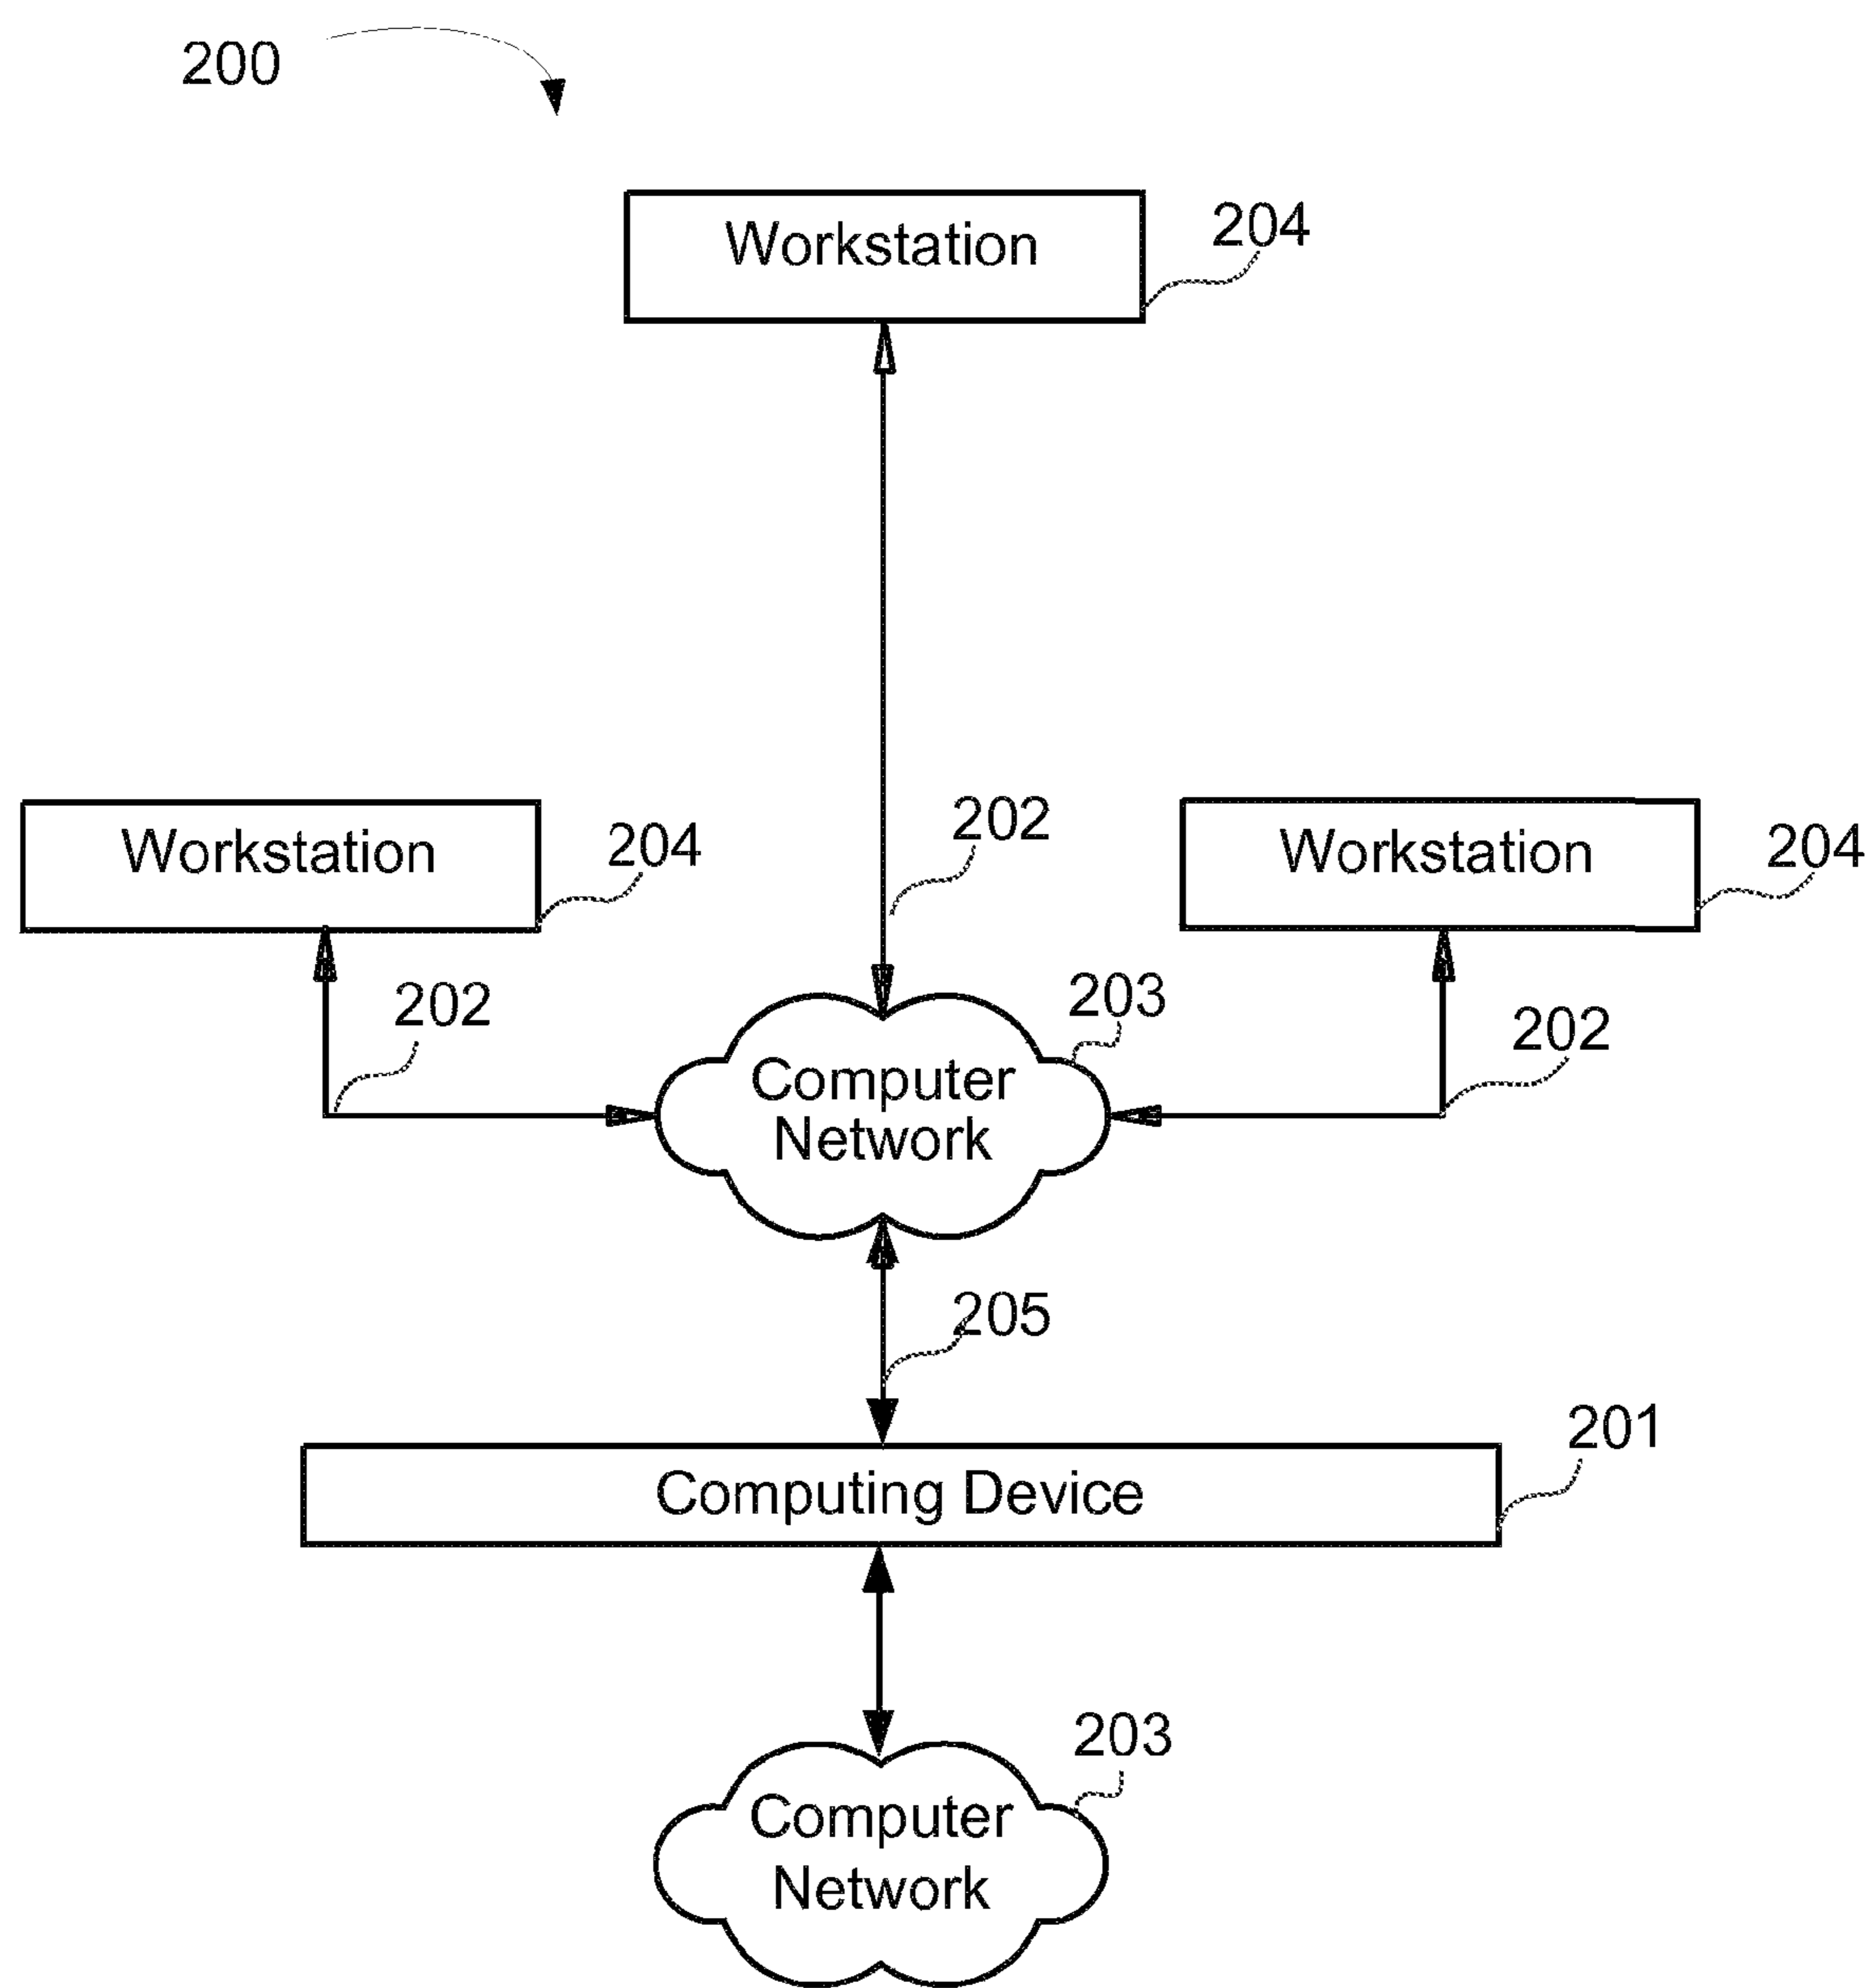 200
Workstation
204
202
Workstation
204
Workstation
204
202
203
202
Computer
Network
205
201
Computing Device
203
Computer
Network